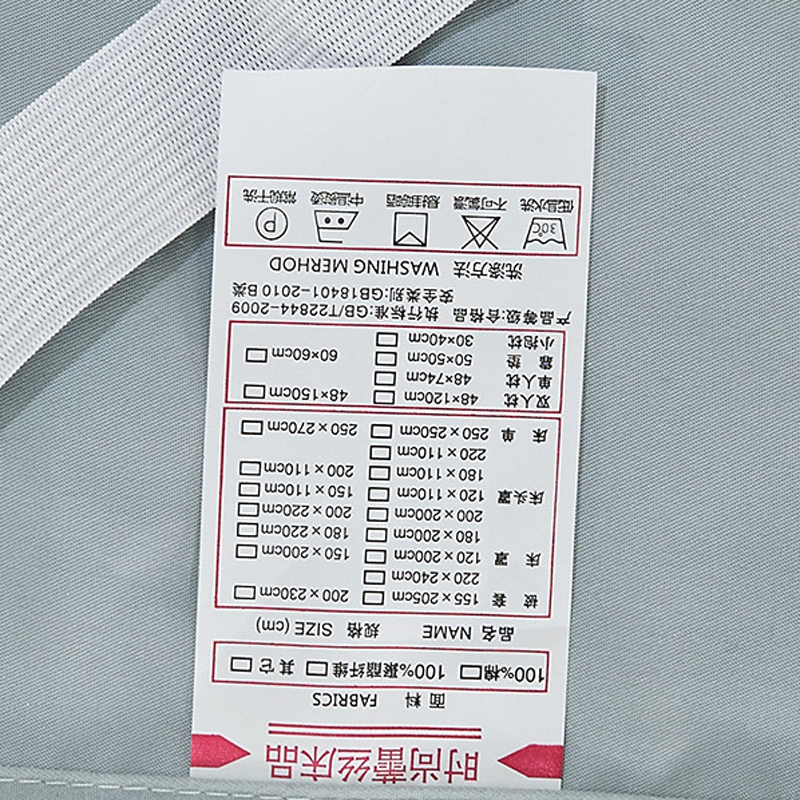 时尚蕾丝床品
面 料 FABRICS
100%棉 100%聚酯纤维 其它
品名 NAME 规格 SIZE (cm)
被 套 155×205cm 200×230cm
220×240cm
床 罩 120×200cm 150×200cm
180×200cm 180×220cm
200×200cm 200×220cm
床头罩 120×110cm 150×110cm
180×110cm 200×110cm
220×110cm
床 单 250×250cm 250×270cm
双人枕 48×120cm 48×150cm
单人枕 48×74cm
靠 垫 50×50cm 60×60cm
小抱枕 30×40cm
产品等级:合格品 执行标准:GB/T22844-2009
安全类别:GB18401-2010 B类
洗涤方法 WASHING MERHOD
30℃ P
低温水洗 不可氯漂 悬挂晾干 中温熨烫 常规干洗